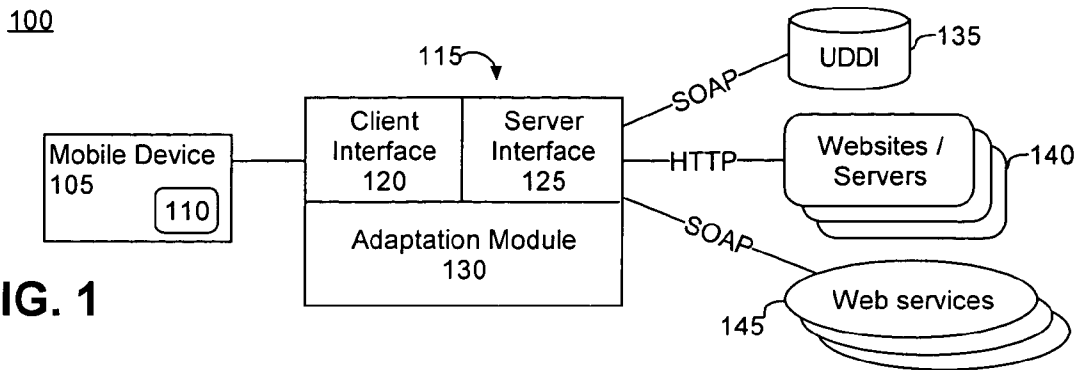 100
115
135
UDDI
SOAP
Client
Interface
120
Server
Interface
125
Mobile Device
105
110
HTTP
Websites /
Servers
140
SOAP
Adaptation Module
130
IG. 1
Web services
145